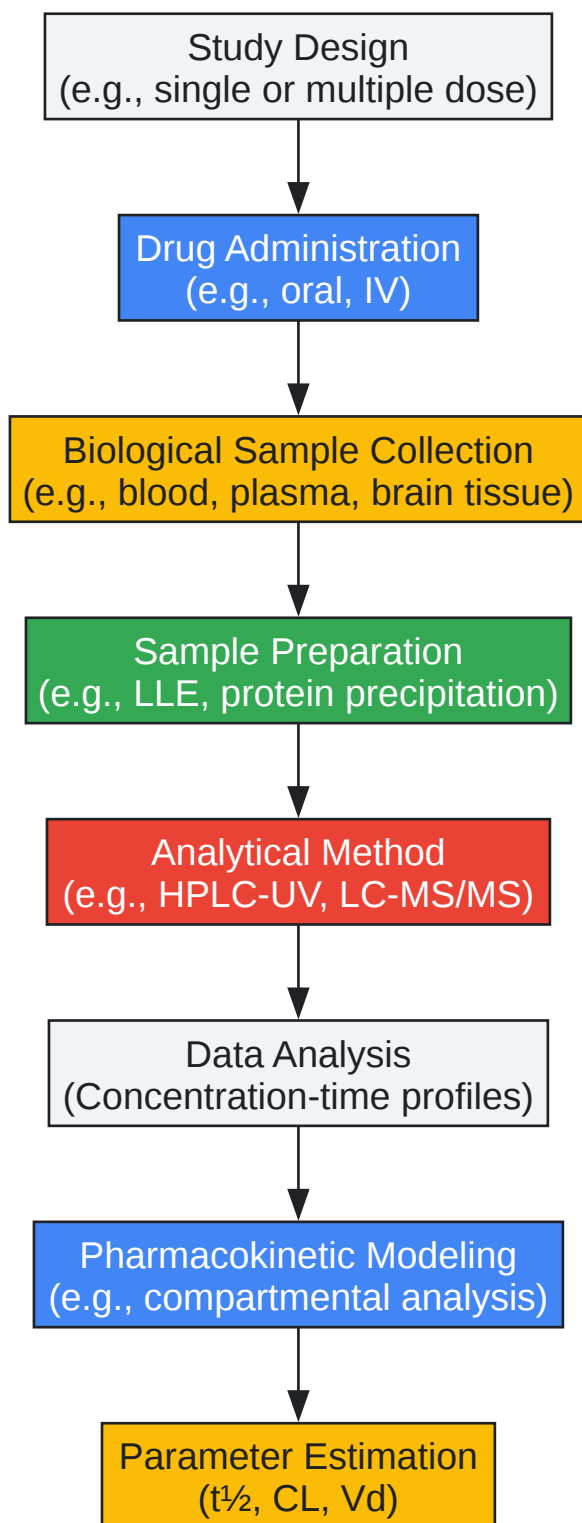 Study Design
(e.g., single or multiple dose)
Drug Administration
(e.g., oral, IV)
Biological Sample Collection
(e.g., blood, plasma, brain tissue)
Sample Preparation
(e.g., LLE, protein precipitation)
Analytical Method
(e.g., HPLC-UV, LC-MS/MS)
Data Analysis
(Concentration-time profiles)
Pharmacokinetic Modeling
(e.g., compartmental analysis)
Parameter Estimation
(t½, CL, Vd)